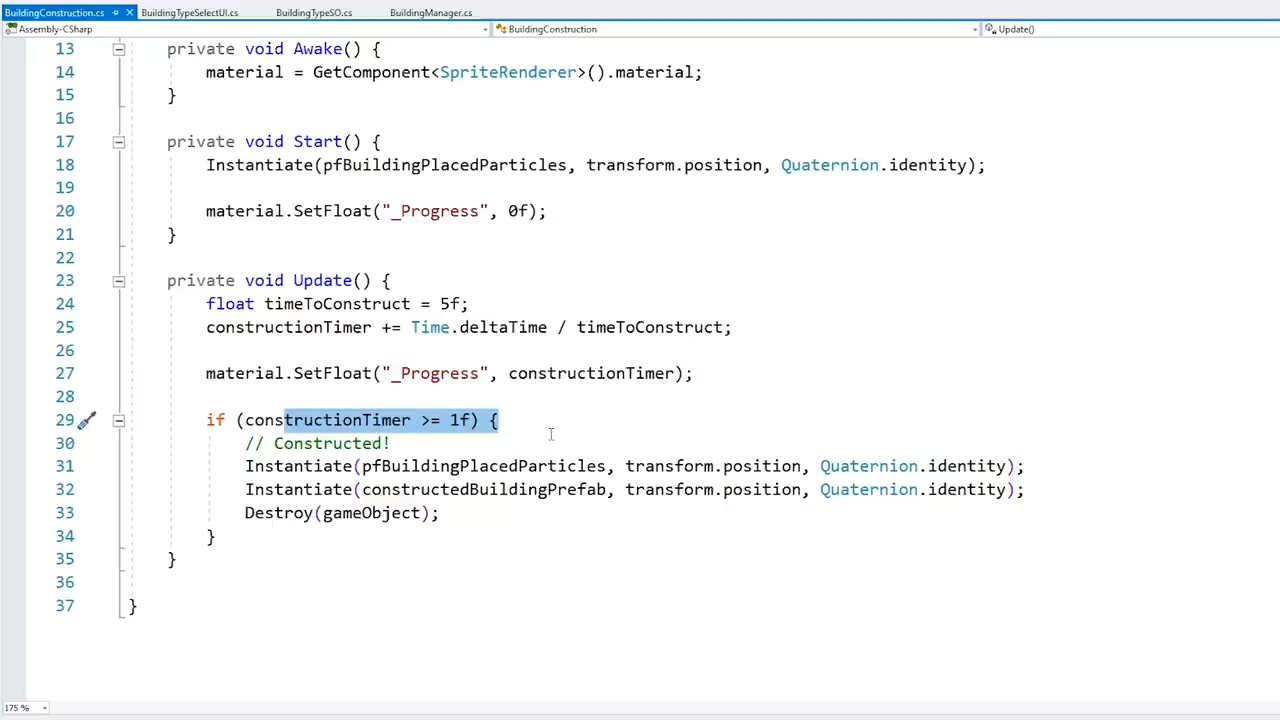 BuildingConstruction.cs BuildingTypeSelectUI.cs BuildingTypeSO.cs BuildingManager.cs
Assembly-CSharp BuildingConstruction Update()
13 private void Awake() {
14 material = GetComponent<SpriteRenderer>().material;
15 }
16
17 private void Start() {
18 Instantiate(pfBuildingPlacedParticles, transform.position, Quaternion.identity);
19
20 material.SetFloat("_Progress", 0f);
21 }
22
23 private void Update() {
24 float timeToConstruct = 5f;
25 constructionTimer += Time.deltaTime / timeToConstruct;
26
27 material.SetFloat("_Progress", constructionTimer);
28
29 if (constructionTimer >= 1f) {
30 // Constructed!
31 Instantiate(pfBuildingPlacedParticles, transform.position, Quaternion.identity);
32 Instantiate(constructedBuildingPrefab, transform.position, Quaternion.identity);
33 Destroy(gameObject);
34 }
35 }
36
37 }
175 %